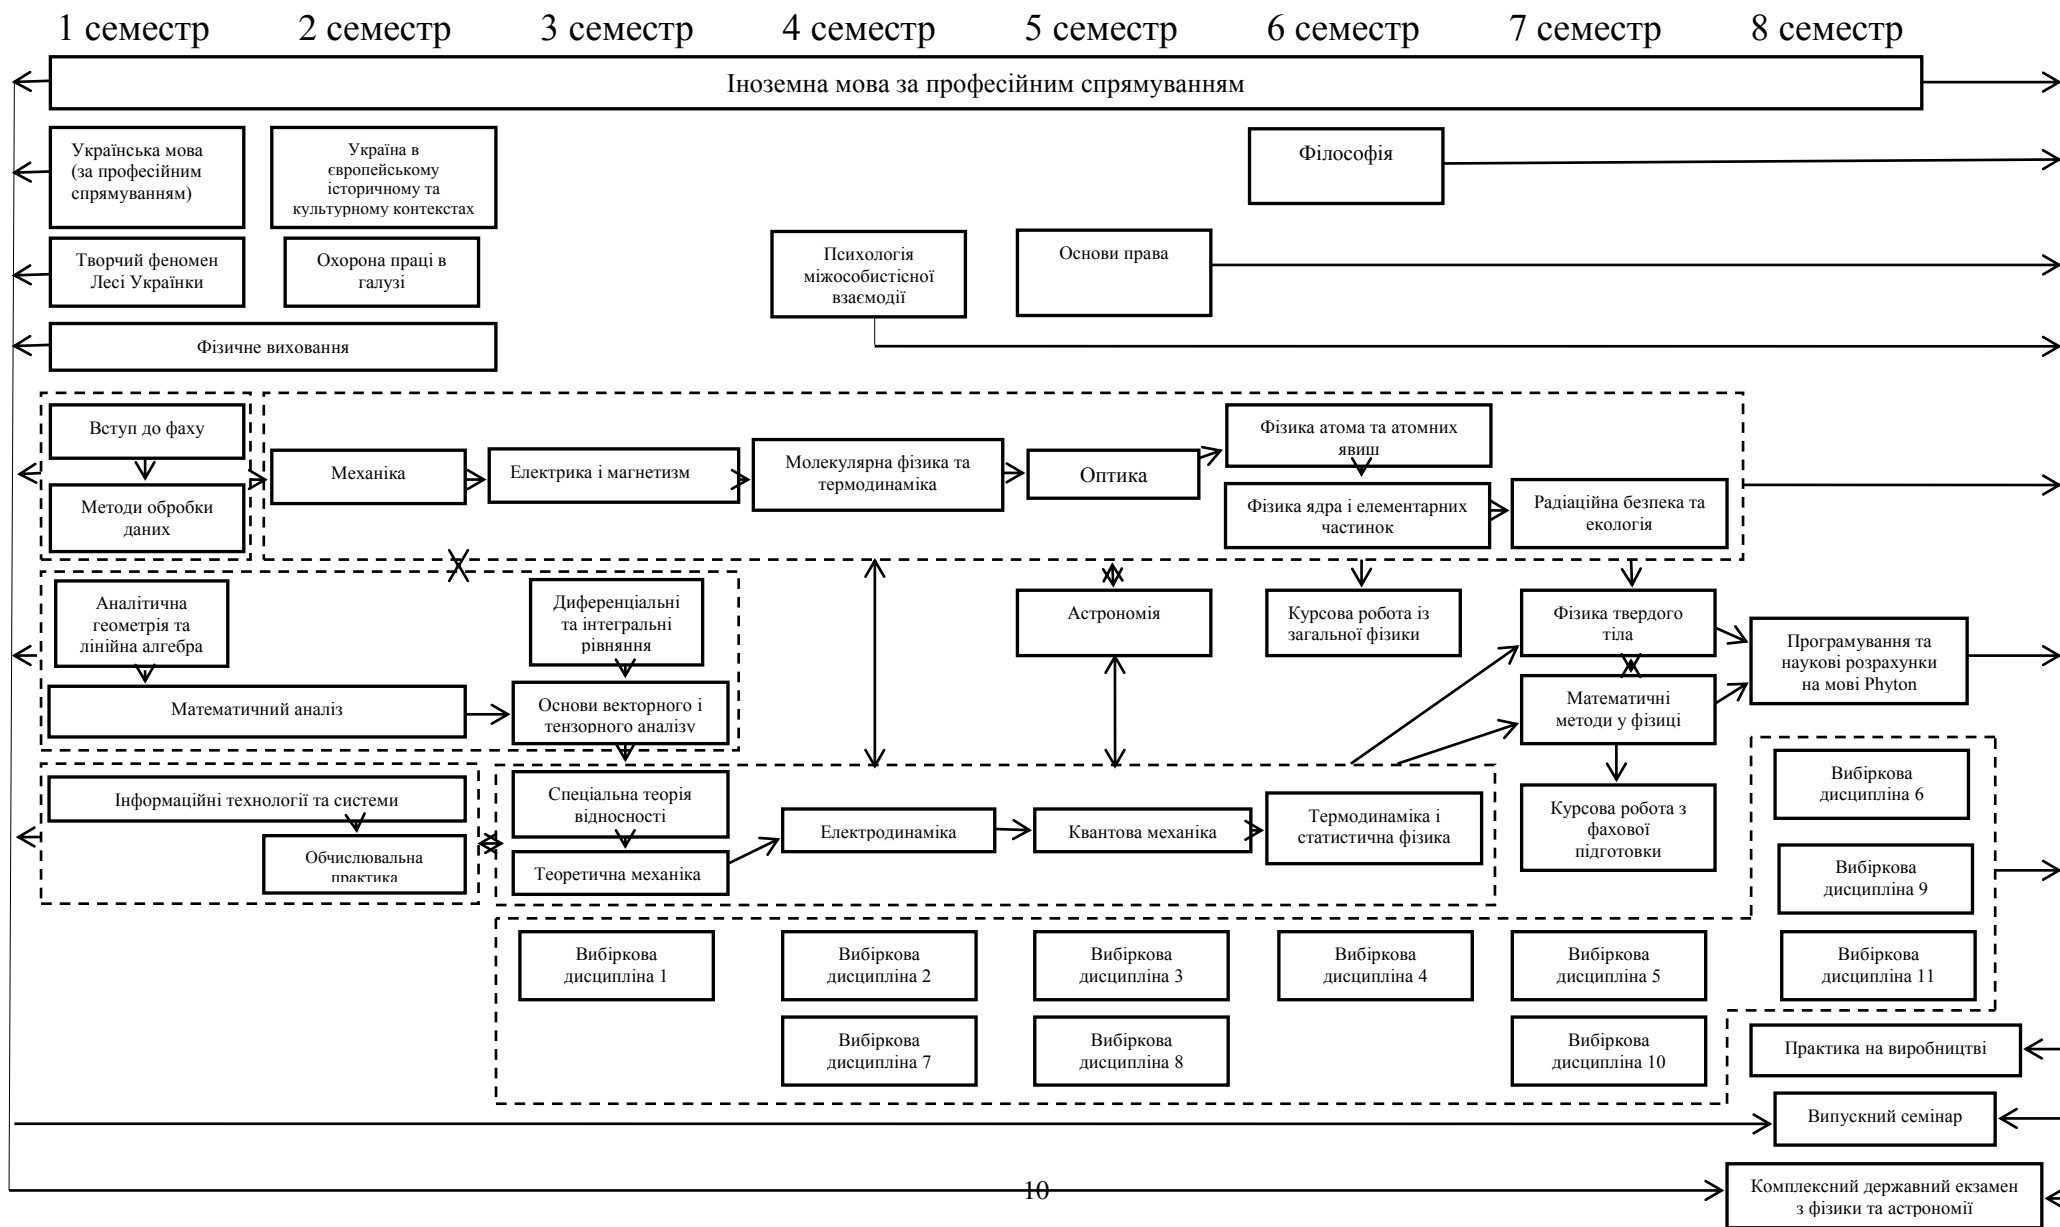 1 семестр 2 семестр 3 семестр 4 семестр 5 семестр 6 семестр 7 семестр 8 семестр
Іноземна мова за професійним спрямуванням
Українська мова
(за професійним
спрямуванням)
Україна в
європейському
історичному та
культурному контекстах
Філософія
Творчий феномен
Лесі Українки
Охорона праці в
галузі
Психологія
міжособистісної
взаємодії
Основи права
Фізичне виховання
Вступ до фаху
Методи обробки
даних
Механіка
Електрика і магнетизм
Молекулярна фізика та
термодинаміка
Оптика
Фізика атома та атомних
явиш
Фізика ядра і елементарних
частинок
Радіаційна безпека та
екологія
Аналітична
геометрія та
лінійна алгебра
Диференціальні
та інтегральні
рівняння
Астрономія
Курсова робота із
загальної фізики
Фізика твердого
тіла
Програмування та
наукові розрахунки
на мові Phyton
Математичний аналіз
Основи векторного і
тензорного аналізу
Математичні
методи у фізиці
Інформаційні технології та системи
Обчислювальна
практика
Спеціальна теорія
відносності
Теоретична механіка
Електродинаміка
Квантова механіка
Термодинаміка і
статистична фізика
Курсова робота з
фахової
підготовки
Вибіркова
дисципліна 6
Вибіркова
дисципліна 9
Вибіркова
дисципліна 1
Вибіркова
дисципліна 2
Вибіркова
дисципліна 3
Вибіркова
дисципліна 4
Вибіркова
дисципліна 5
Вибіркова
дисципліна 11
Вибіркова
дисципліна 7
Вибіркова
дисципліна 8
Вибіркова
дисципліна 10
Практика на виробництві
Випускний семінар
Комплексний державний екзамен
з фізики та астрономії
10